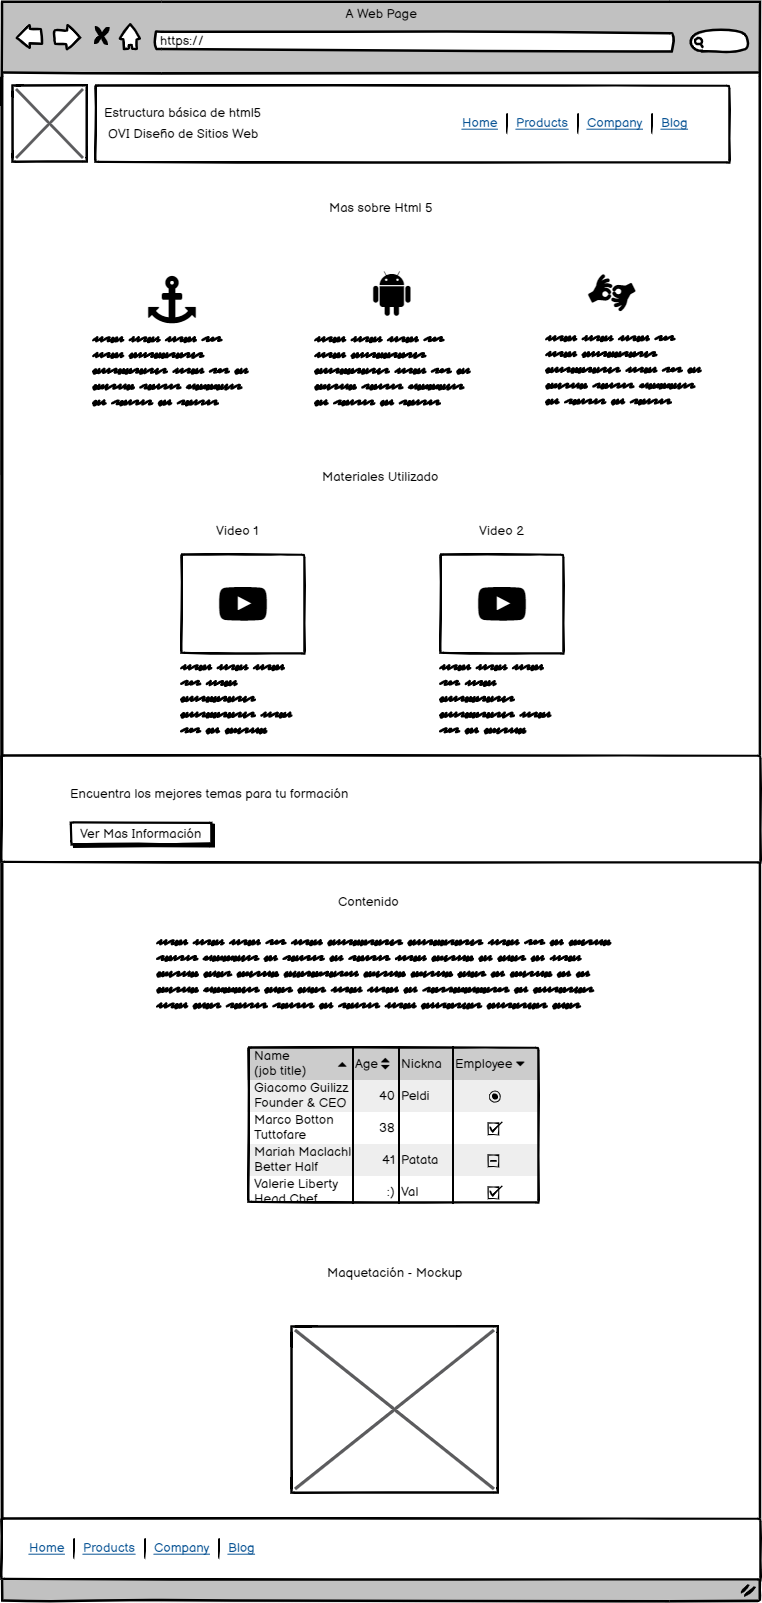 A Web Page
https://
Estructura básica de html5
OVI Diseño de Sitios Web
Home Products Company Blog
Mas sobre Html 5
Materiales Utilizado
Video 1 Video 2
Encuentra los mejores temas para tu formación
Ver Mas Información
Contenido
Name
(job title) Age Nickna Employee
Giacomo Guilizz
Founder & CEO 40 Peldi
Marco Botton
Tuttofare 38
Mariah Maclachl
Better Half 41 Patata
Valerie Liberty
Head Chef :) Val
Maquetación - Mockup
Home Products Company Blog